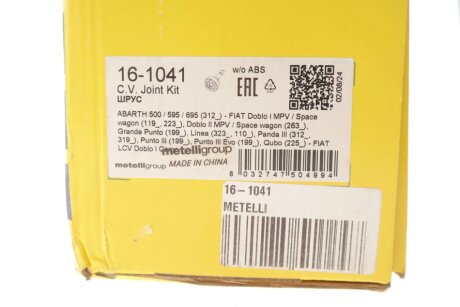 16-1041
C.V. Joint Kit
ШРУС
w/o ABS
EAC
02/08/24
ABARTH 500 / 595 / 695 (312_) - FIAT Doblo I MPV / Space
wagon (119_, 223_), Doblo II MPV / Space wagon (263_),
Grande Punto (199_), Linea (323_, 110_), Panda III (312_,
319_), Punto III (199_), Punto III Evo (199_), Qubo (225_) - FIAT
LCV Doblo I
metelligroup
metelligroup MADE IN CHINA
8 032747 504994
16-1041
METELLI